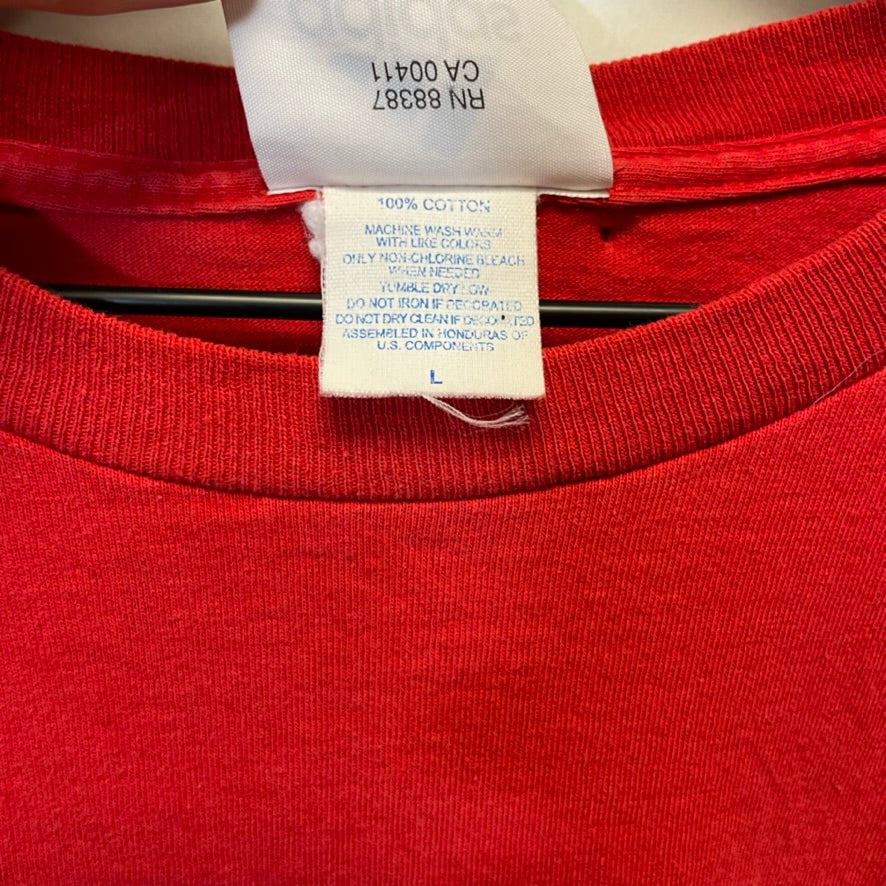 adidas
RN 88387
CA 00411
100% COTTON
MACHINE WASH WARM
WITH LIKE COLORS
ONLY NON-CHLORINE BLEACH
WHEN NEEDED
TUMBLE DRY LOW
DO NOT IRON IF DECORATED
DO NOT DRY CLEAN IF DECORATED
ASSEMBLED IN HONDURAS OF
U.S. COMPONENTS
L